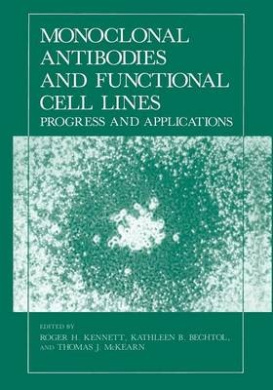 MONOCLONAL
ANTIBODIES
AND FUNCTIONAL
CELL LINES
PROGRESS AND APPLICATIONS
EDITED BY
ROGER H. KENNETT, KATHLEEN B. BECHTOL,
AND THOMAS J. MCKEARN